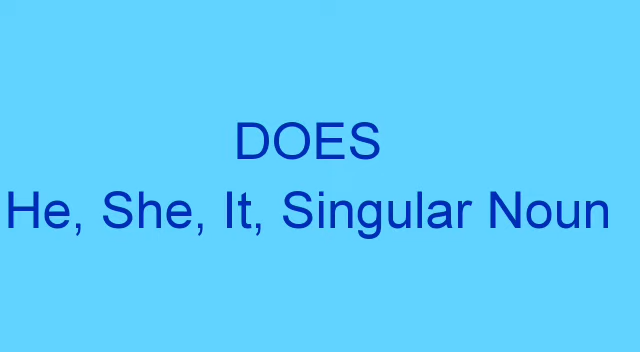 DOES
He, She, It, Singular Noun